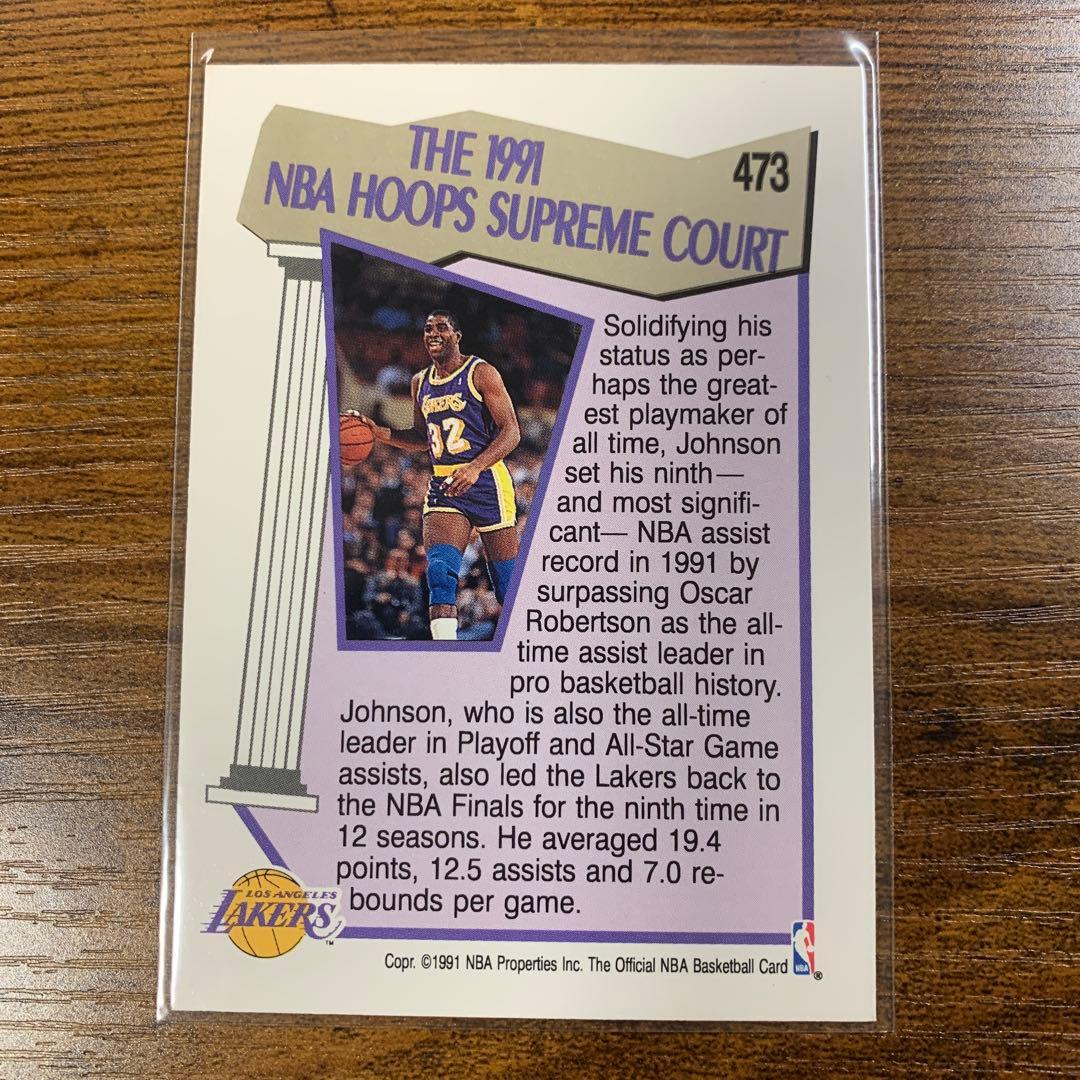 THE 1991
473
NBA HOOPS SUPREME COURT
LAKERS
32
Solidifying his
status as per-
haps the great-
est playmaker of
all time, Johnson
set his ninth—
and most signifi-
cant— NBA assist
record in 1991 by
surpassing Oscar
Robertson as the all-
time assist leader in
pro basketball history.
Johnson, who is also the all-time
leader in Playoff and All-Star Game
assists, also led the Lakers back to
the NBA Finals for the ninth time in
12 seasons. He averaged 19.4
points, 12.5 assists and 7.0 re-
bounds per game.
LOS ANGELES
LAKERS
™
Copr. ©1991 NBA Properties Inc. The Official NBA Basketball Card
NBA
®